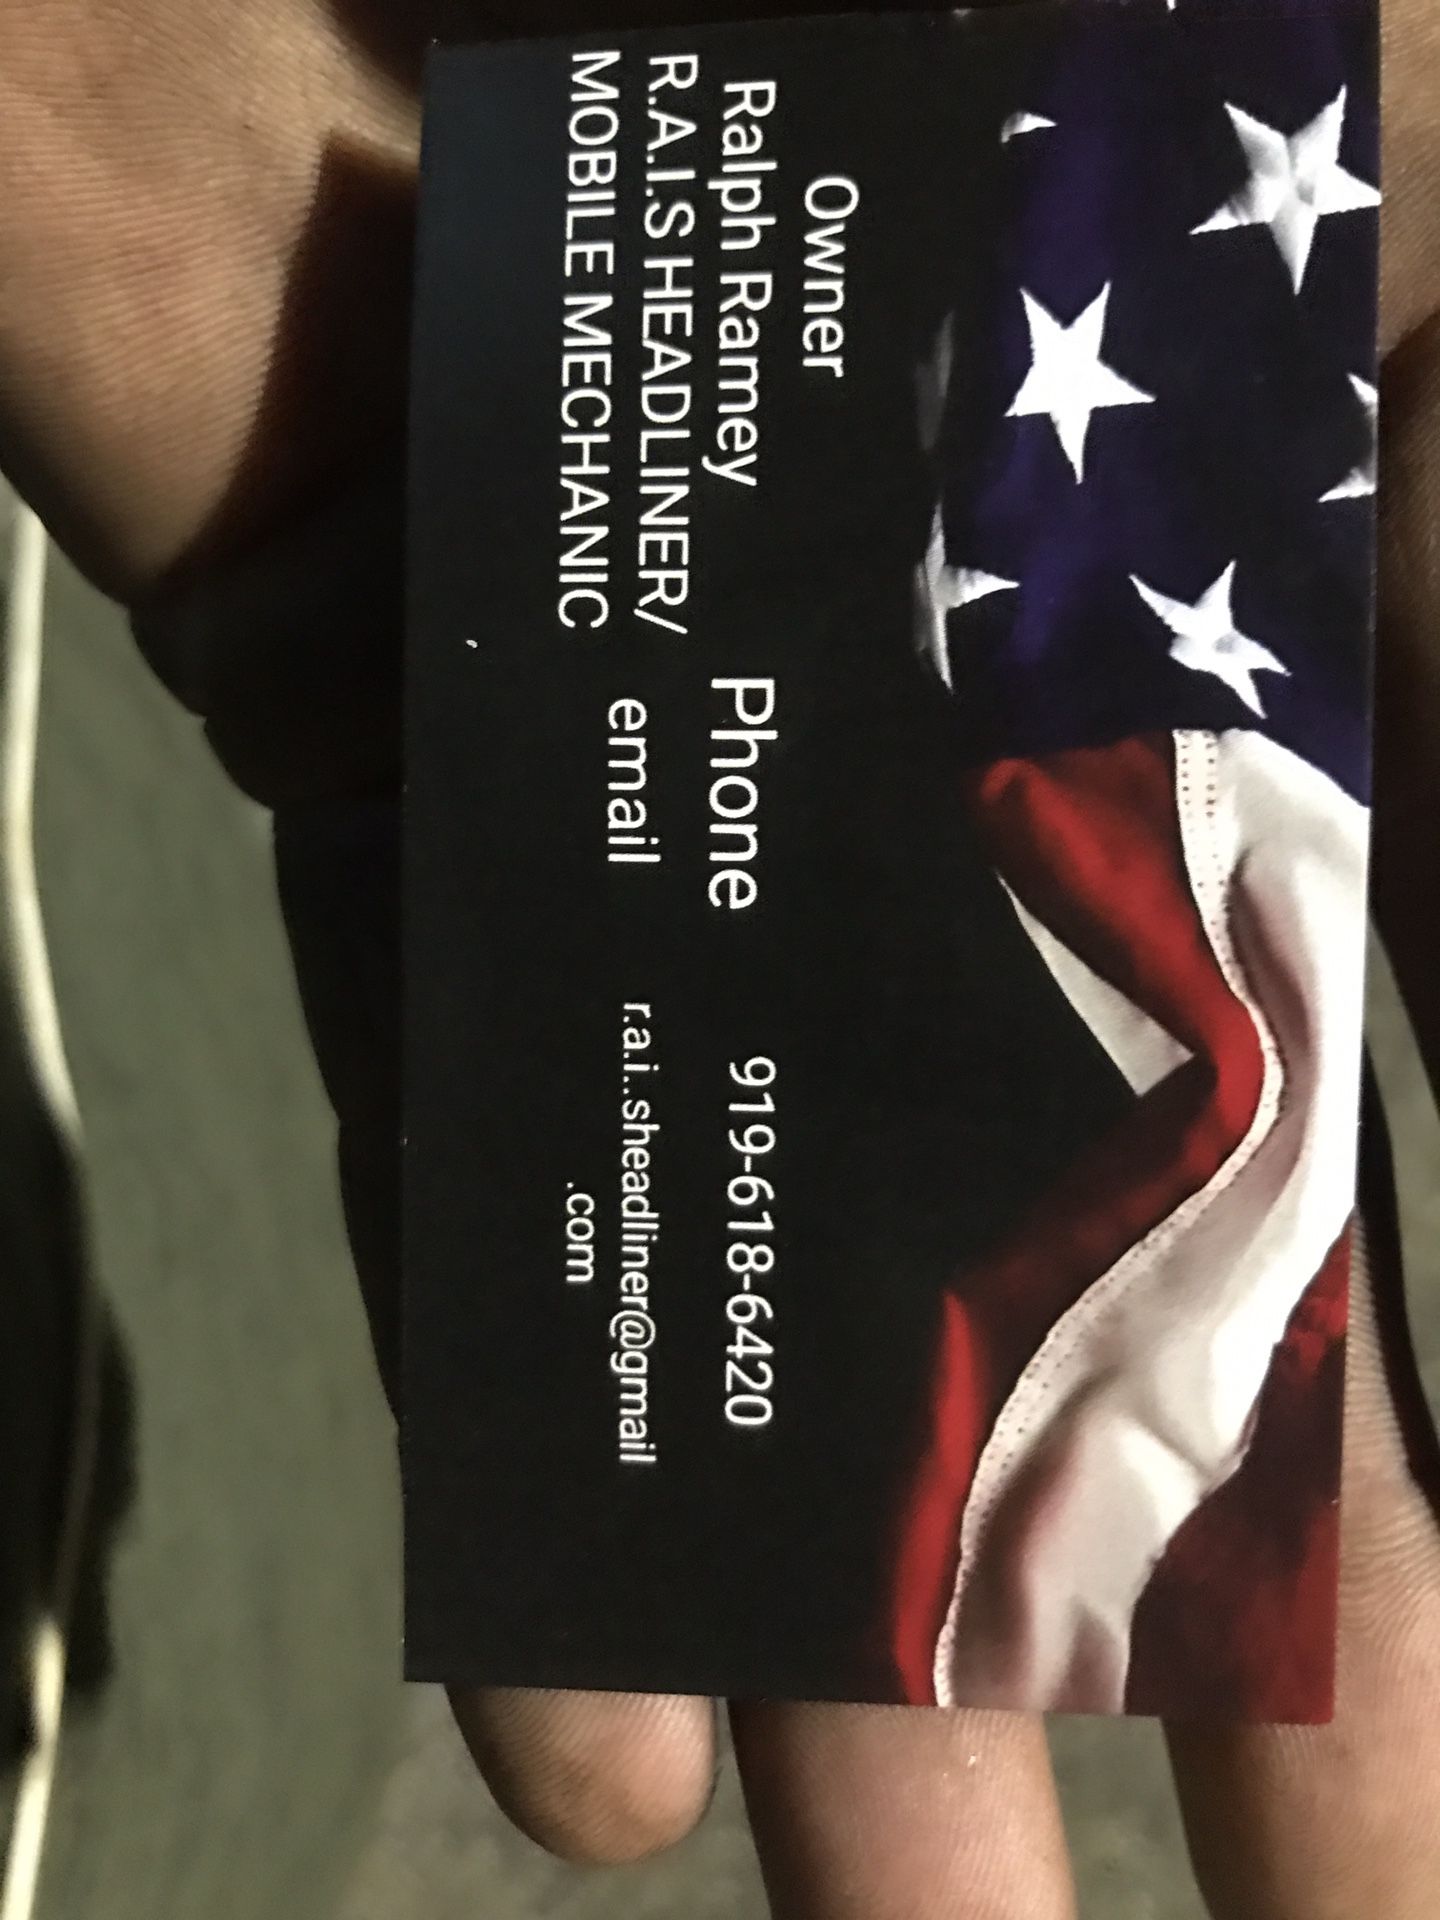 Owner
Ralph Ramey
R.A.I.S HEADLINER/
MOBILE MECHANIC
Phone 919-618-6420
email r.a.i..sheadliner@gmail
.com